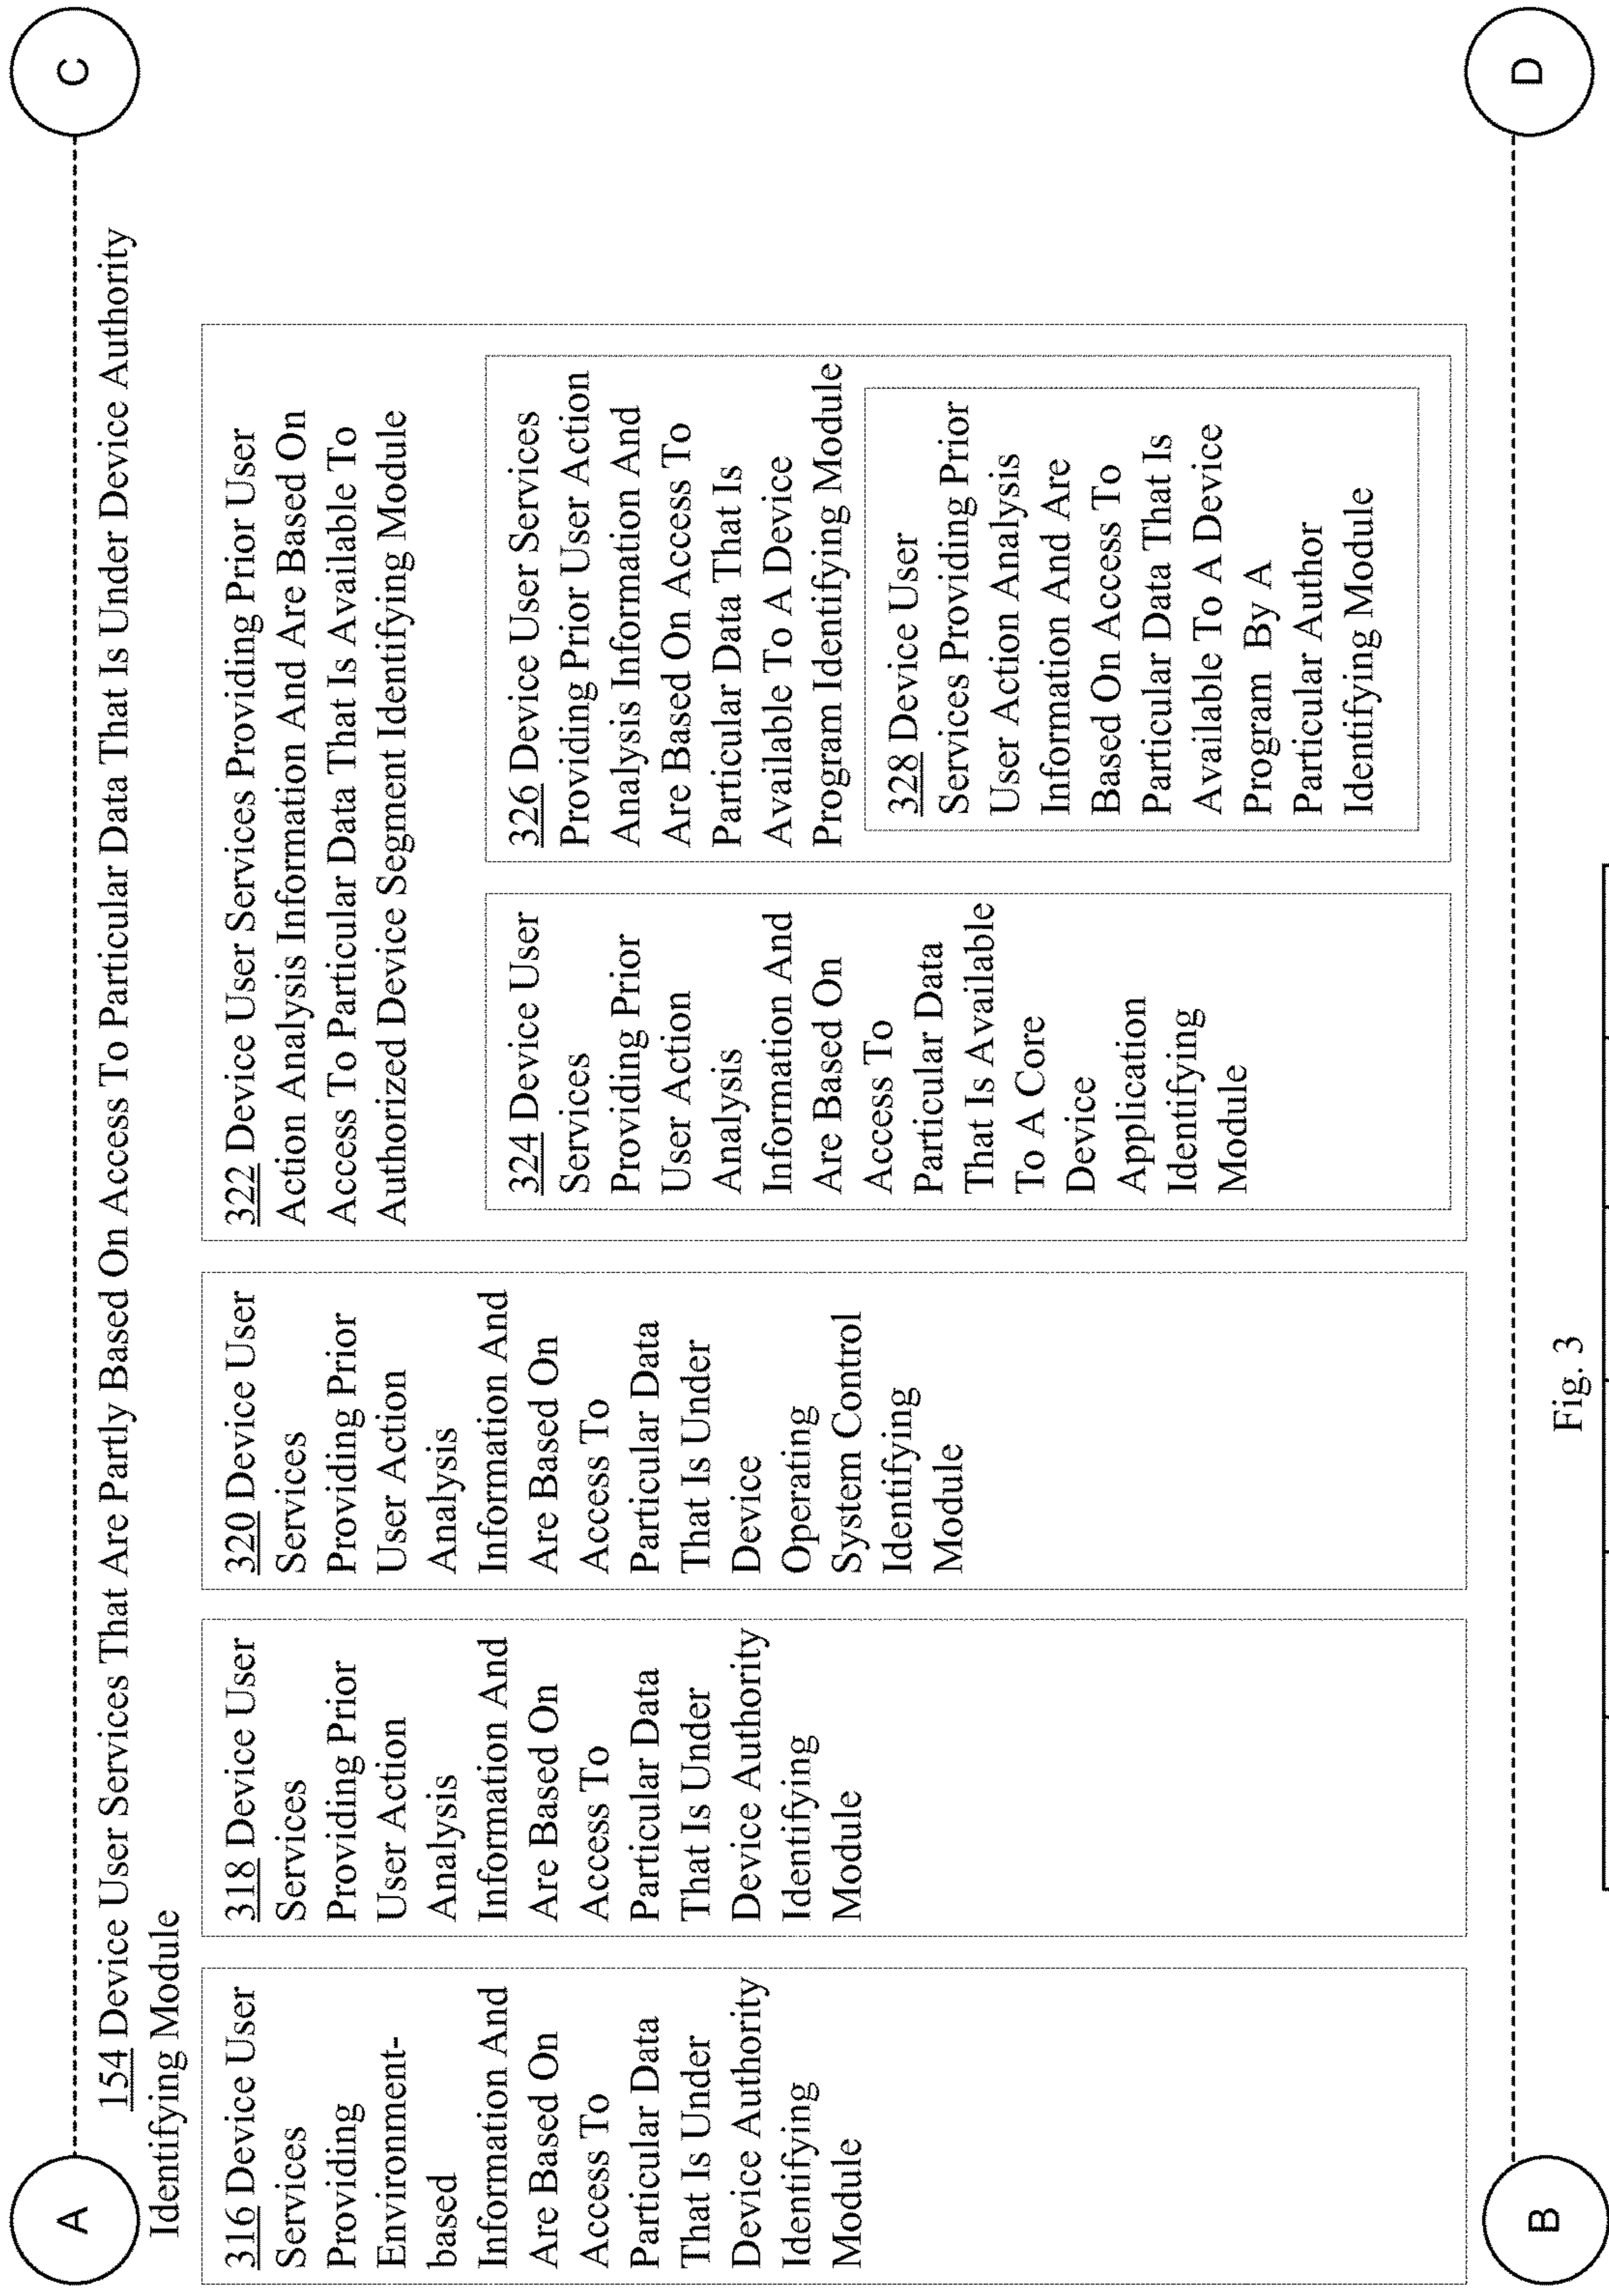 A
C
154 Device User Services That Are Partly Based On Access To Particular Data That Is Under Device Authority
Identifying Module
316 Device User
Services
Providing
Environment-
based
Information And
Are Based On
Access To
Particular Data
That Is Under
Device Authority
Identifying
Module
318 Device User
Services
Providing Prior
User Action
Analysis
Information And
Are Based On
Access To
Particular Data
That Is Under
Device Authority
Identifying
Module
320 Device User
Services
Providing Prior
User Action
Analysis
Information And
Are Based On
Access To
Particular Data
That Is Under
Device
Operating
System Control
Identifying
Module
322 Device User Services Providing Prior User
Action Analysis Information And Are Based On
Access To Particular Data That Is Available To
Authorized Device Segment Identifying Module
324 Device User
Services
Providing Prior
User Action
Analysis
Information And
Are Based On
Access To
Particular Data
That Is Available
To A Core
Device
Application
Identifying
Module
326 Device User Services
Providing Prior User Action
Analysis Information And
Are Based On Access To
Particular Data That Is
Available To A Device
Program Identifying Module
328 Device User
Services Providing Prior
User Action Analysis
Information And Are
Based On Access To
Particular Data That Is
Available To A Device
Program By A
Particular Author
Identifying Module
B
D
Fig. 3